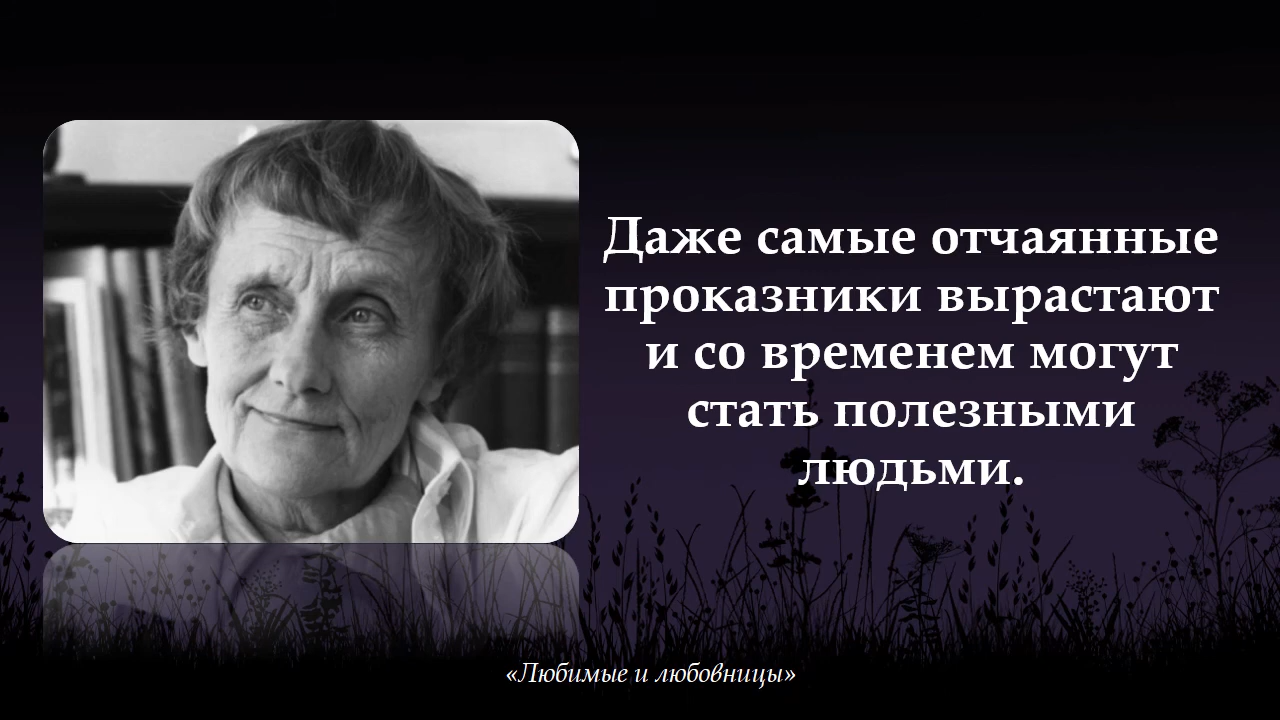 Даже самые отчаянные
проказники вырастают
и со временем могут
стать полезными
людьми.
«Любимые и любовницы»